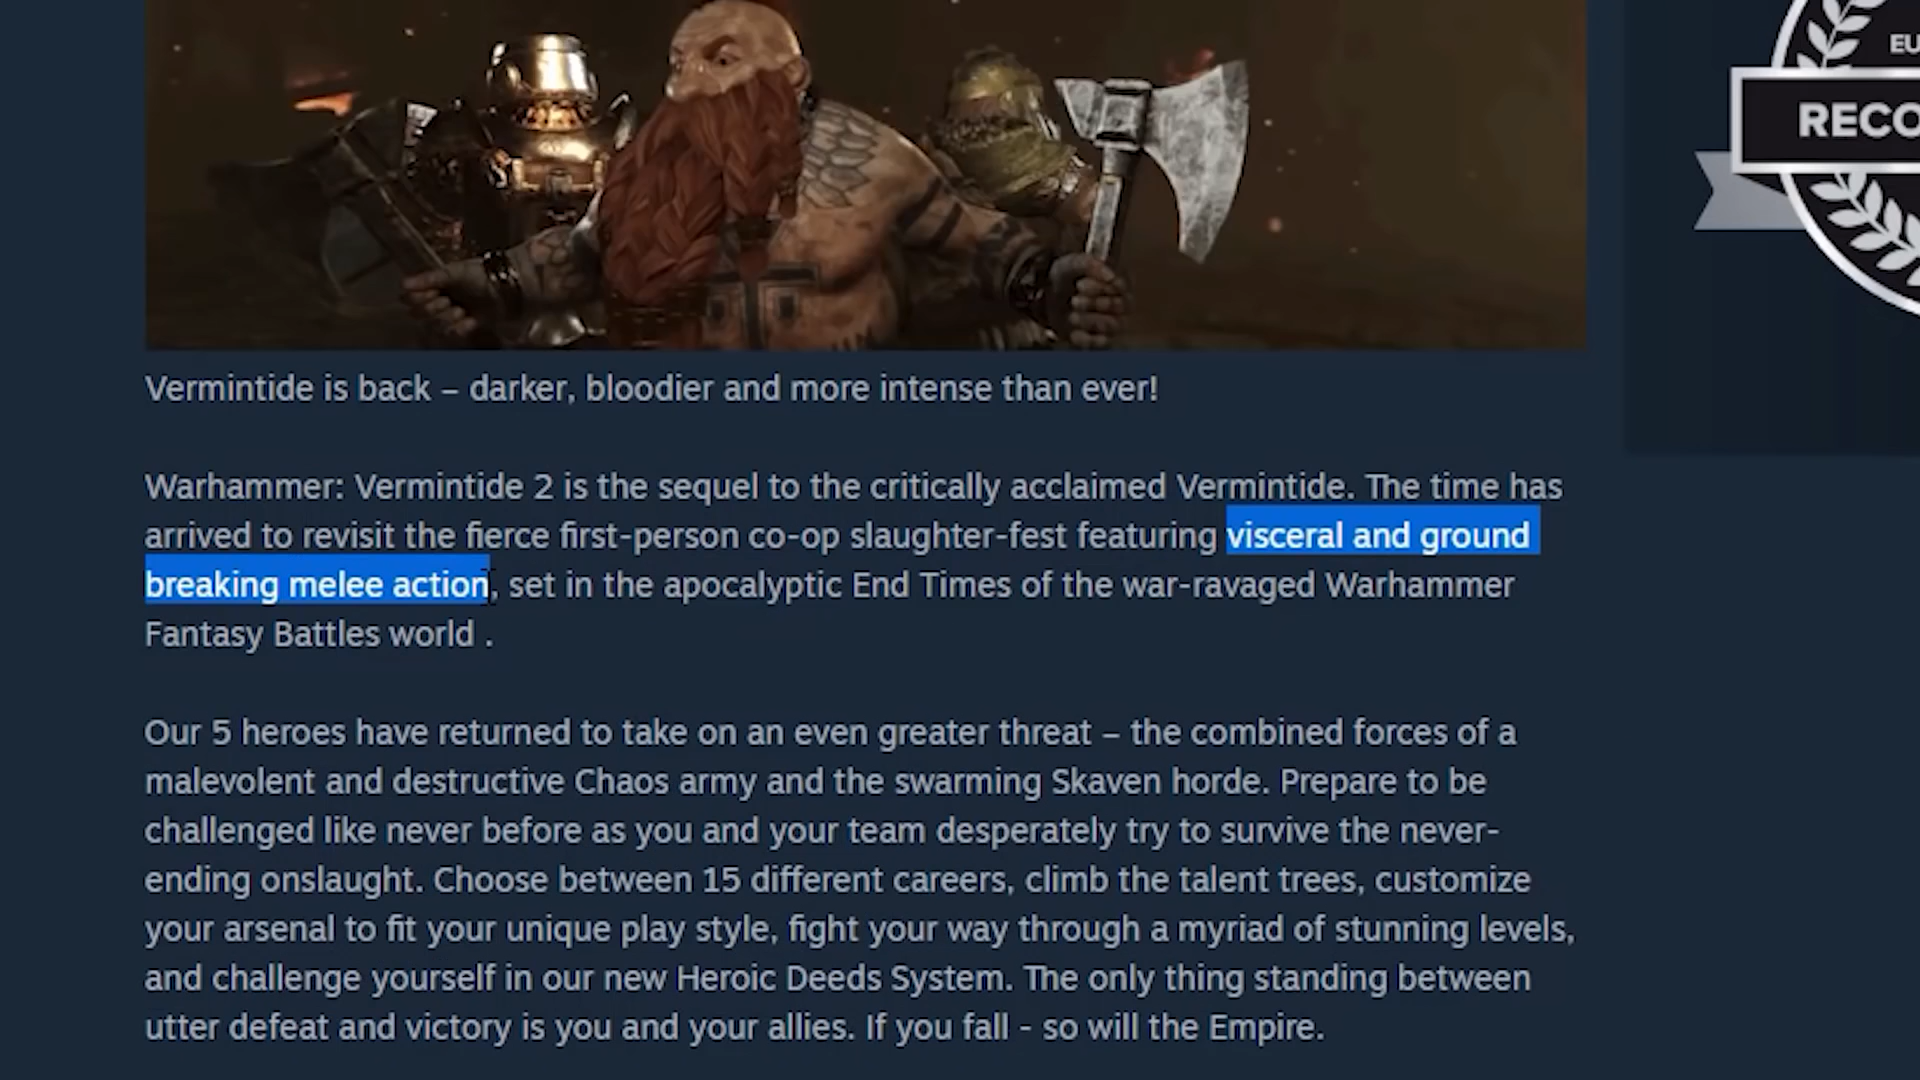 EU
RECO
Vermintide is back – darker, bloodier and more intense than ever!
Warhammer: Vermintide 2 is the sequel to the critically acclaimed Vermintide. The time has
arrived to revisit the fierce first-person co-op slaughter-fest featuring visceral and ground
breaking melee action, set in the apocalyptic End Times of the war-ravaged Warhammer
Fantasy Battles world .
Our 5 heroes have returned to take on an even greater threat – the combined forces of a
malevolent and destructive Chaos army and the swarming Skaven horde. Prepare to be
challenged like never before as you and your team desperately try to survive the never-
ending onslaught. Choose between 15 different careers, climb the talent trees, customize
your arsenal to fit your unique play style, fight your way through a myriad of stunning levels,
and challenge yourself in our new Heroic Deeds System. The only thing standing between
utter defeat and victory is you and your allies. If you fall - so will the Empire.